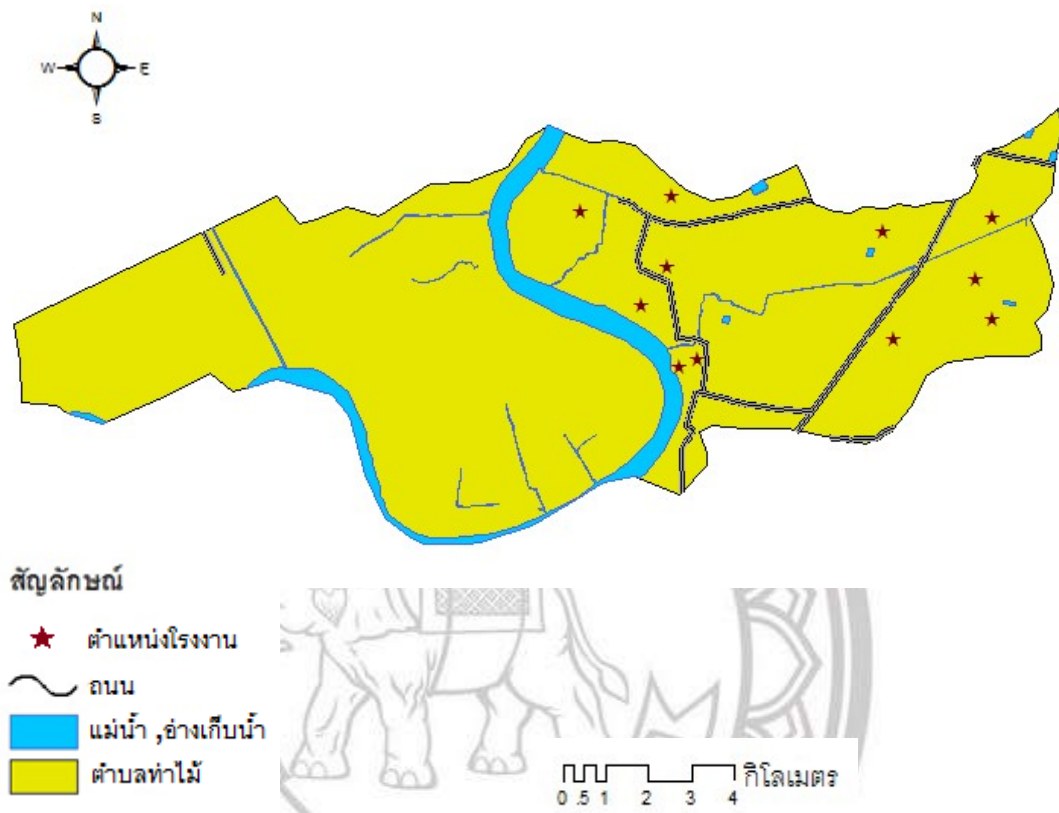 N
W E
S
สัญลักษณ์
ตำแหน่งโรงงาน
ถนน
แม่น้ำ ,อ่างเก็บน้ำ
ตำบลท่าไม้
กิโลเมตร
0 .5 1 2 3 4